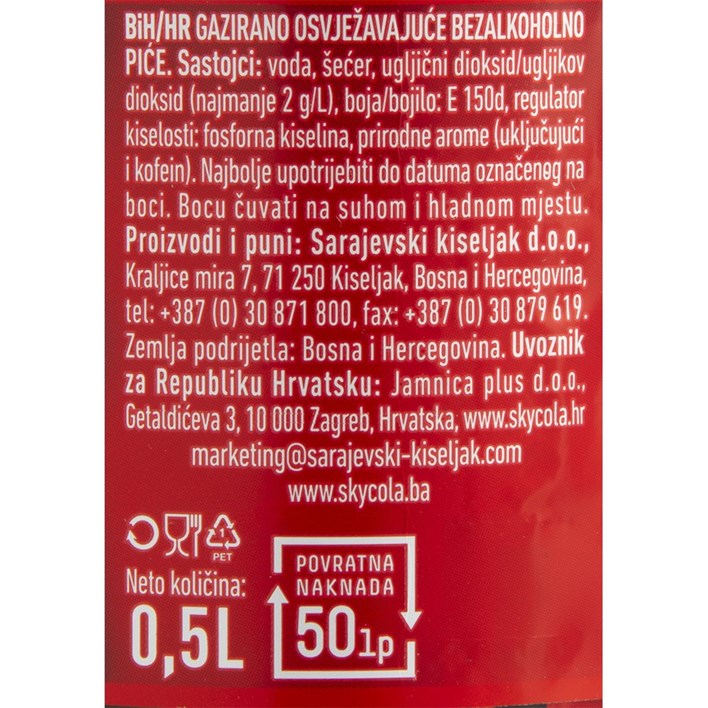 BiH/HR GAZIRANO OSVJEŽAVAJUĆE BEZALKOHOLNO
PIĆE. Sastojci: voda, šećer, ugljični dioksid/ugljikov
dioksid (najmanje 2 g/L), boja/bojilo: E 150d, regulator
kiselosti: fosforna kiselina, prirodne arome (uključujući
i kofein). Najbolje upotrijebiti do datuma označenog na
boci. Bocu čuvati na suhom i hladnom mjestu.
Proizvodi i puni: Sarajevski kiseljak d.o.o.,
Kraljice mira 7, 71 250 Kiseljak, Bosna i Hercegovina,
tel: +387 (0) 30 871 800, fax: +387 (0) 30 879 619.
Zemlja podrijetla: Bosna i Hercegovina. Uvoznik
za Republiku Hrvatsku: Jamnica plus d.o.o.,
Getaldićeva 3, 10 000 Zagreb, Hrvatska, www.skycola.hr
marketing@sarajevski-kiseljak.com
www.skycola.ba
1
PET
Neto količina:
0,5L
POVRATNA
NAKNADA
50lp